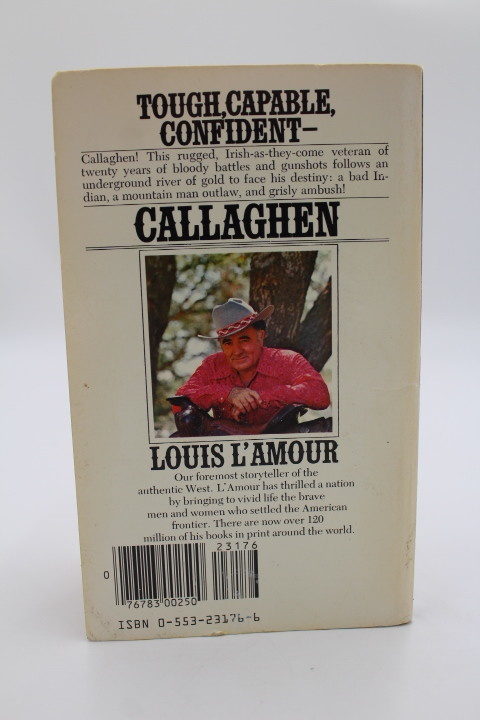 TOUGH, CAPABLE,
CONFIDENT—
Callaghen! This rugged, Irish-as-they-come veteran of
twenty years of bloody battles and gunshots follows an
underground river of gold to face his destiny: a bad In-
dian, a mountain man outlaw, and grisly ambush!
CALLAGHEN
LOUIS L'AMOUR
Our foremost storyteller of the
authentic West. L'Amour has thrilled a nation
by bringing to vivid life the brave
men and women who settled the American
frontier. There are now over 120
million of his books in print around the world.
23176
0
76783 00250
ISBN 0-553-23176-6